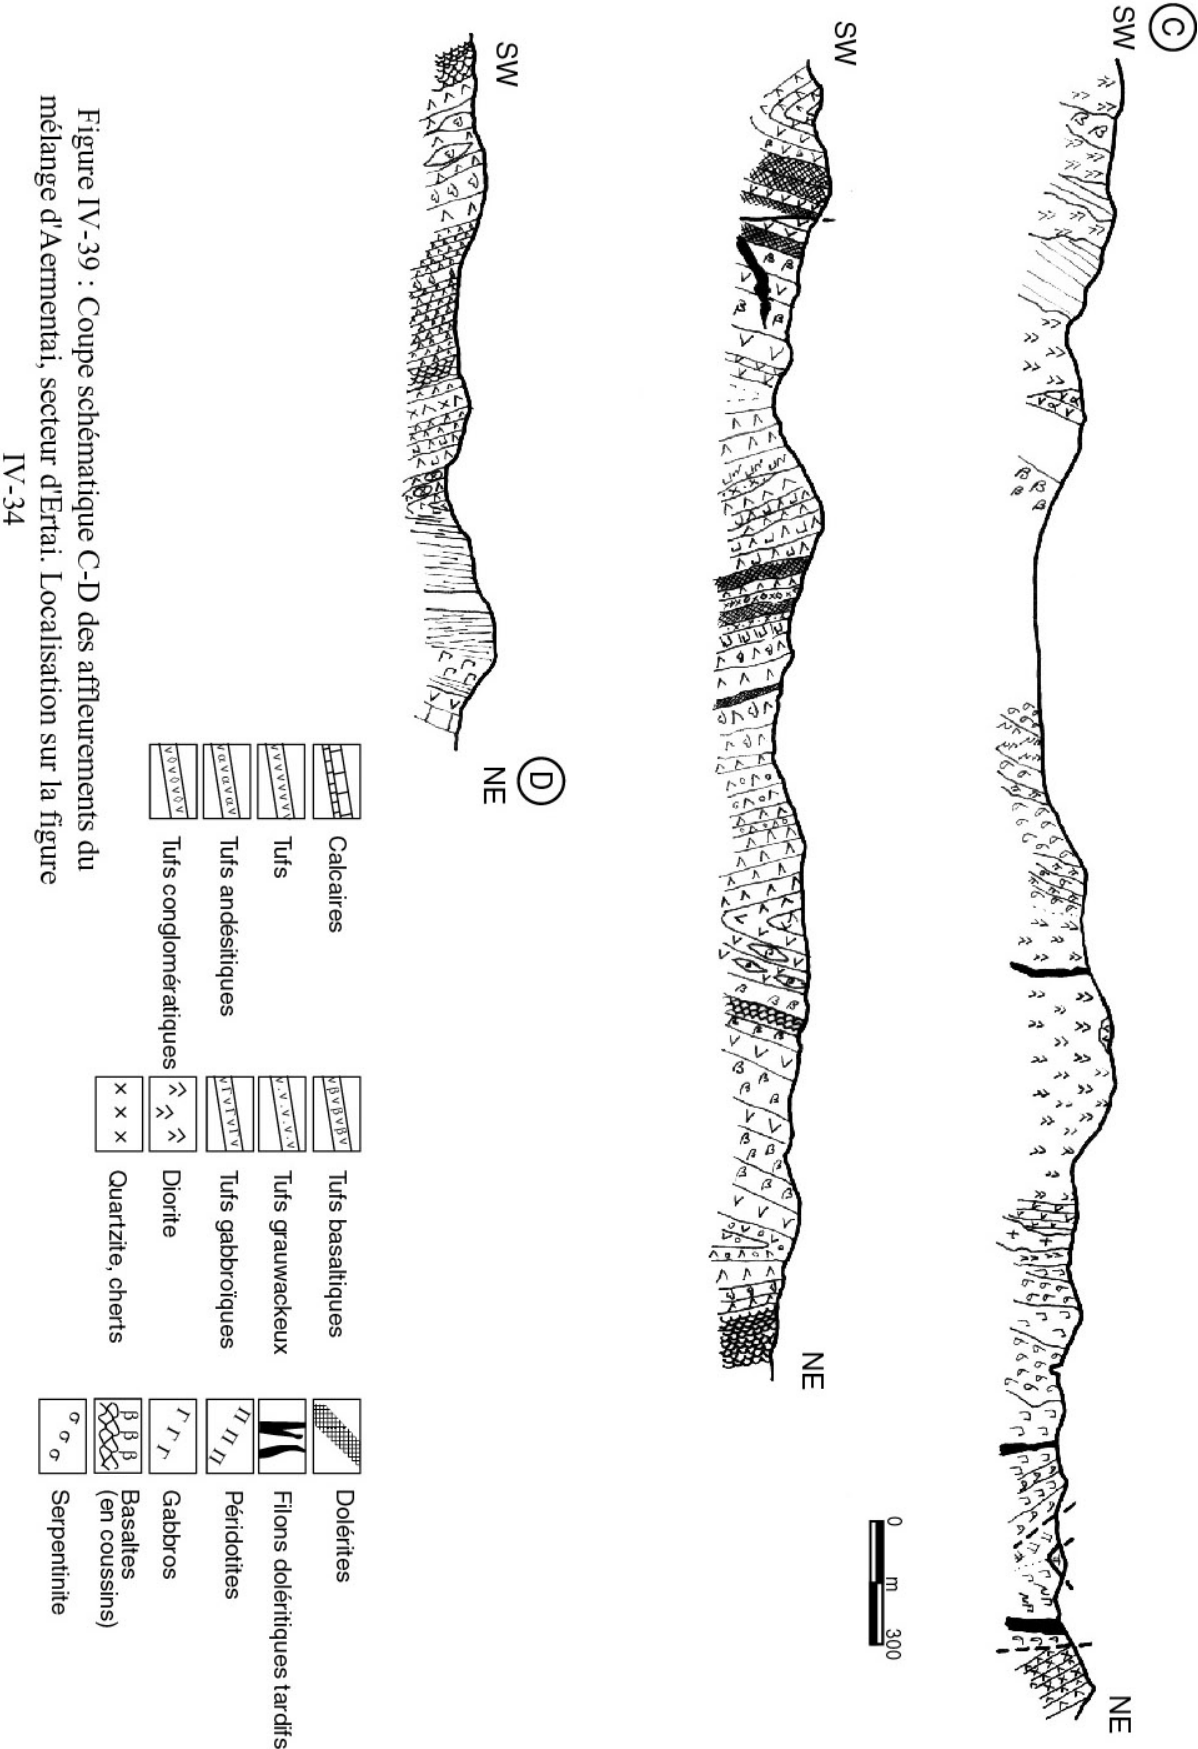 C
SW
NE
0 m 300
SW
NE
SW
D
NE
Calcaires
Tufs
Tufs andésitiques
Tufs conglomératiques
Tufs basaltiques
Tufs grauwackeux
Tufs gabbroïques
Diorite
Quartzite, cherts
Dolérites
Filons doléritiques tardifs
Péridotites
Gabbros
Basaltes
(en coussins)
Serpentinite
Figure IV-39 : Coupe schématique C-D des affleurements du
mélange d'Aermentai, secteur d'Ertai. Localisation sur la figure
IV-34